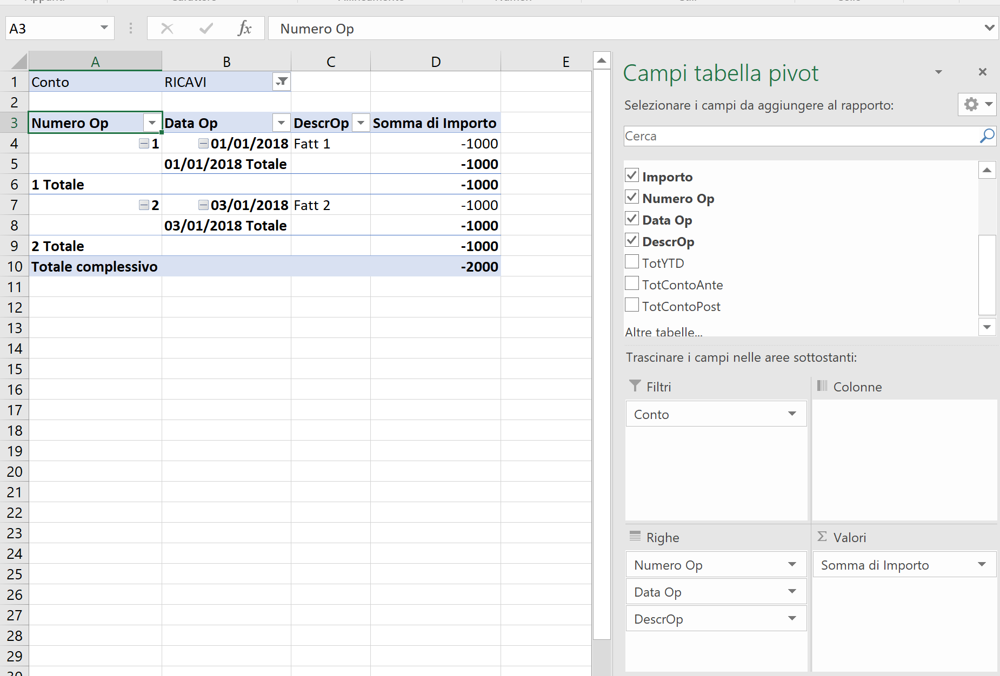 A3
fx
Numero Op
A B C D E
1 Conto RICAVI
2
3 Numero Op Data Op DescrOp Somma di Importo
4 1 01/01/2018 Fatt 1 -1000
5 01/01/2018 Totale -1000
6 1 Totale -1000
7 2 03/01/2018 Fatt 2 -1000
8 03/01/2018 Totale -1000
9 2 Totale -1000
10 Totale complessivo -2000
11
12
13
14
15
16
17
18
19
20
21
22
23
24
25
26
27
28
29
30
Campi tabella pivot
Selezionare i campi da aggiungere al rapporto:
Cerca
Importo
Numero Op
Data Op
DescrOp
TotYTD
TotContoAnte
TotContoPost
Altre tabelle...
Trascinare i campi nelle aree sottostanti:
Filtri
Colonne
Conto
Righe
Σ Valori
Numero Op
Somma di Importo
Data Op
DescrOp